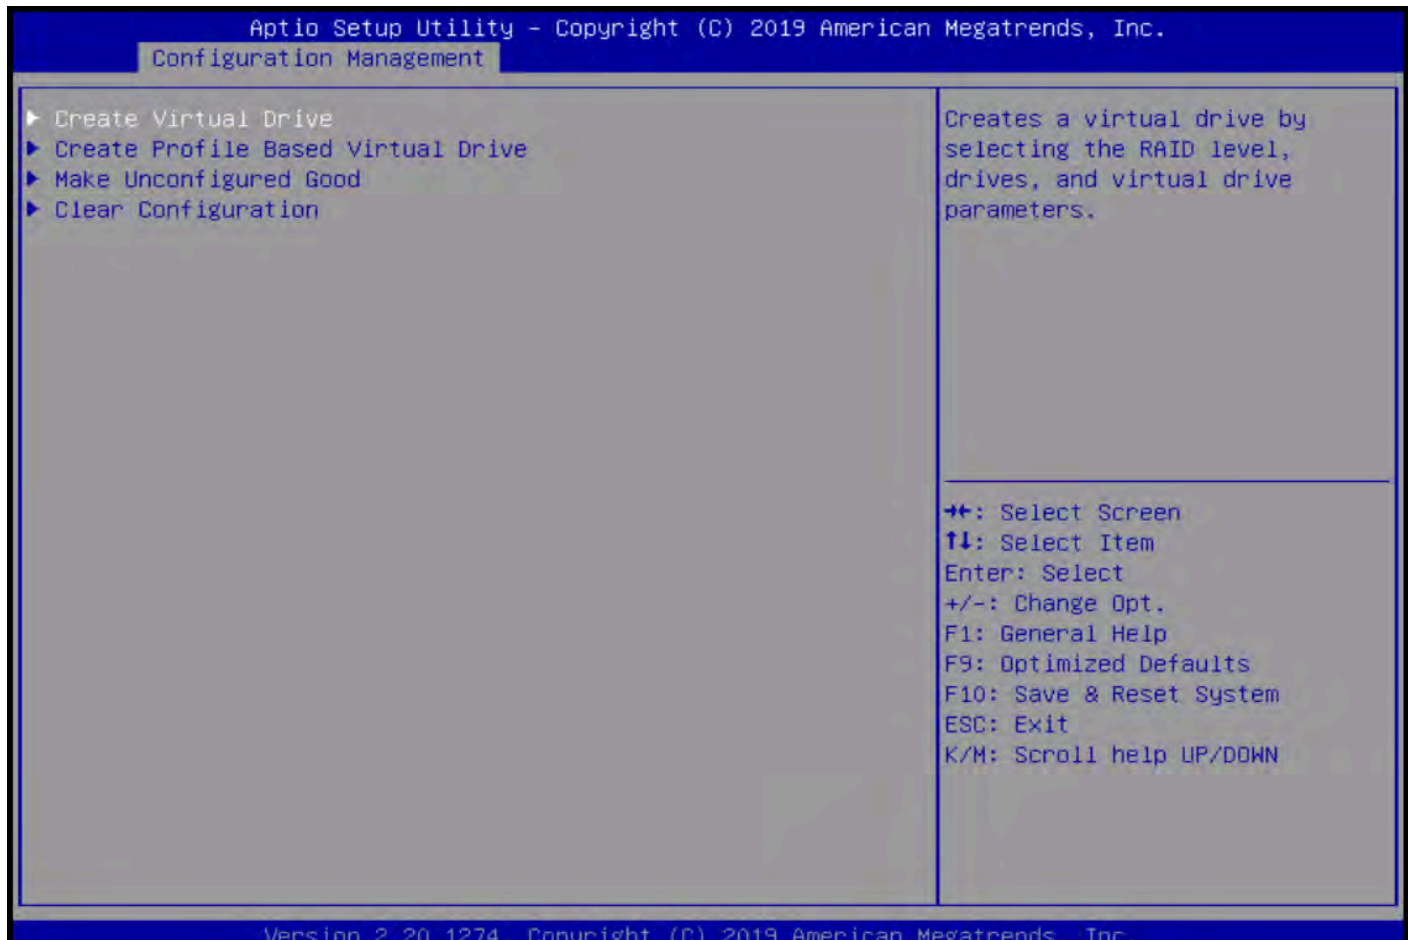 Aptio Setup Utility – Copyright (C) 2019 American Megatrends, Inc.
Configuration Management
▶ Create Virtual Drive
▶ Create Profile Based Virtual Drive
▶ Make Unconfigured Good
▶ Clear Configuration
Creates a virtual drive by
selecting the RAID level,
drives, and virtual drive
parameters.
→←: Select Screen
↑↓: Select Item
Enter: Select
+/-: Change Opt.
F1: General Help
F9: Optimized Defaults
F10: Save & Reset System
ESC: Exit
K/M: Scroll help UP/DOWN
Version 2.20.1274. Copyright (C) 2019 American Megatrends, Inc.